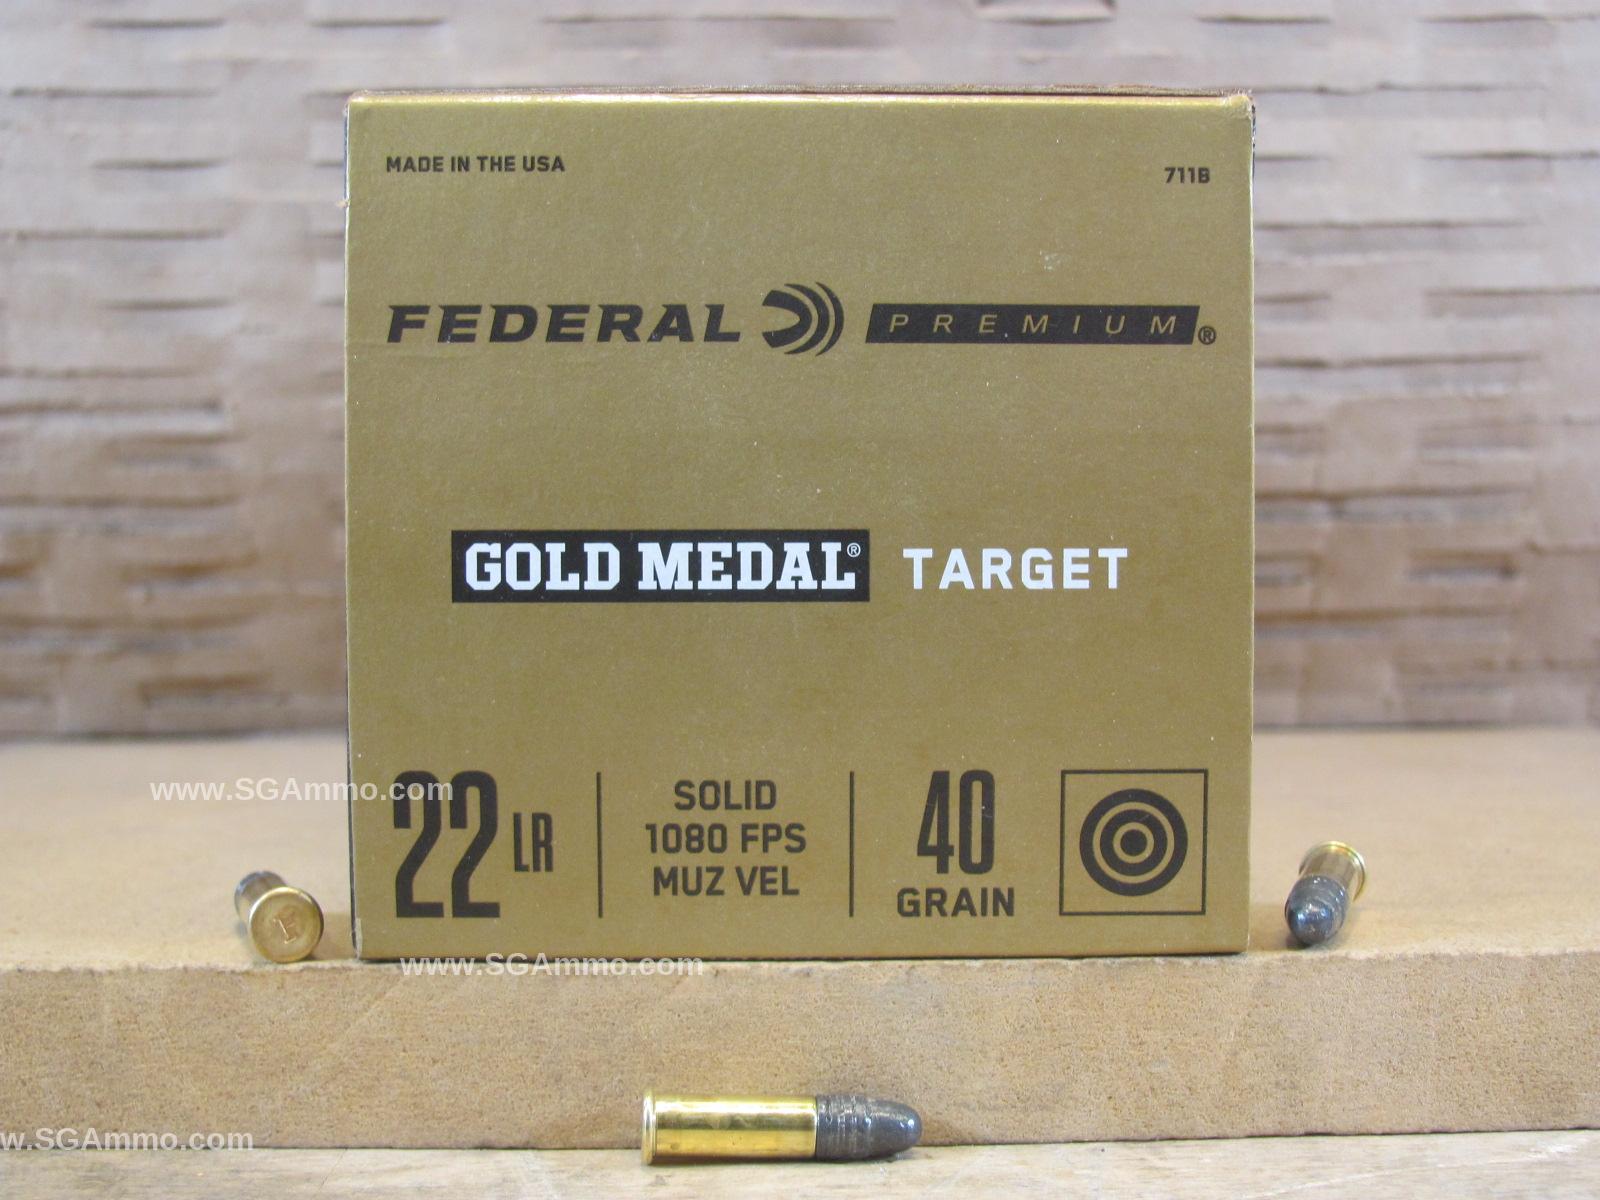 MADE IN THE USA
711B
FEDERAL PREMIUM®
GOLD MEDAL® TARGET
22 LR
SOLID
1080 FPS
MUZ VEL
40
GRAIN
www.SGAmmo.com
F
www.SGAmmo.com
w.SGAmmo.com